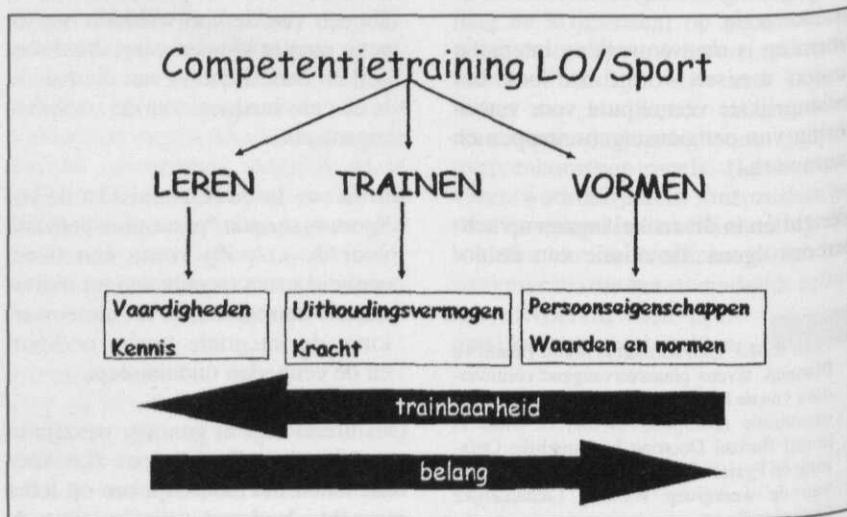 Competentietraining LO/Sport
LEREN TRAINEN VORMEN
Vaardigheden
Kennis
Uithoudingsvermogen
Kracht
Persoonseigenschappen
Waarden en normen
trainbaarheid
belang